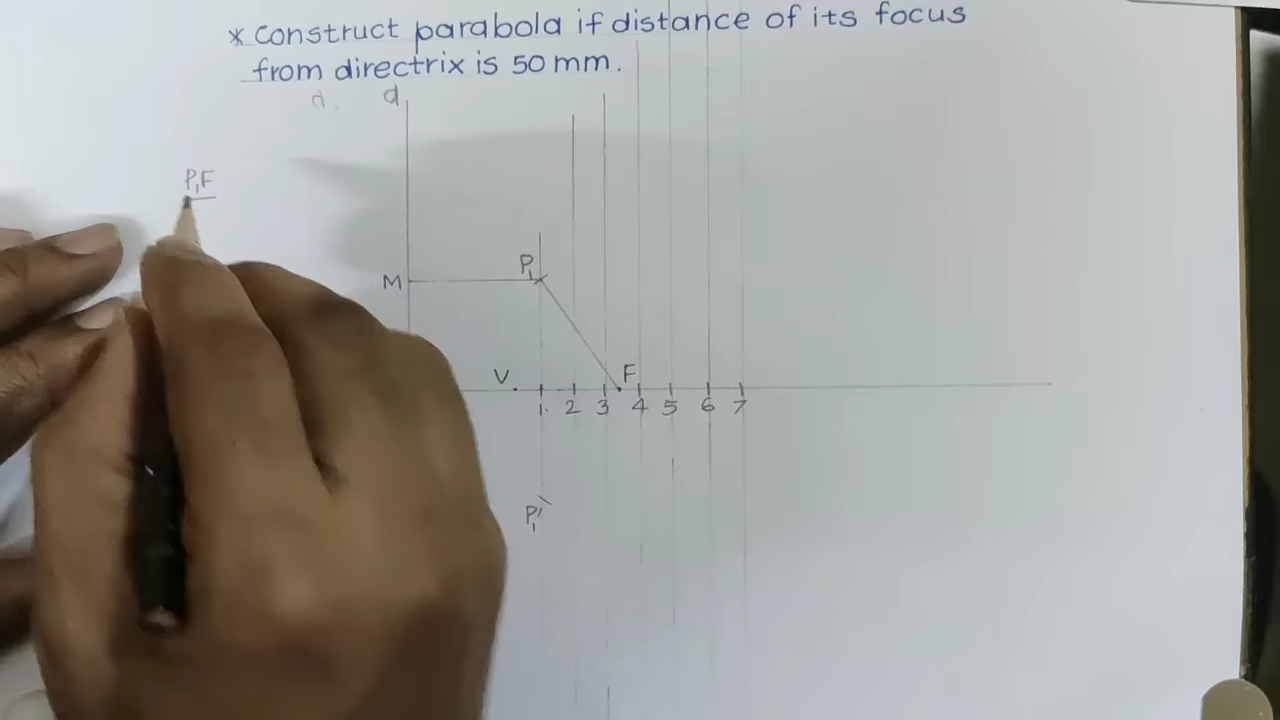 * Construct parabola if distance of its focus
from directrix is 50 mm.
d. d
P₁F
P₁
M
V F
1. 2 3 4 5 6 7
P₁'